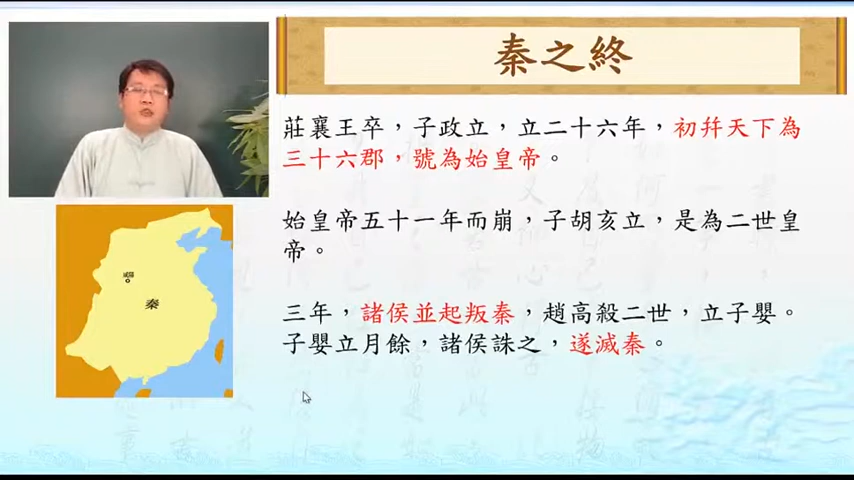 秦之終
莊襄王卒，子政立，立二十六年，初幷天下為
三十六郡，號為始皇帝。
始皇帝五十一年而崩，子胡亥立，是為二世皇
帝。
三年，諸侯並起叛秦，趙高殺二世，立子嬰。
子嬰立月餘，諸侯誅之，遂滅秦。
咸陽
秦